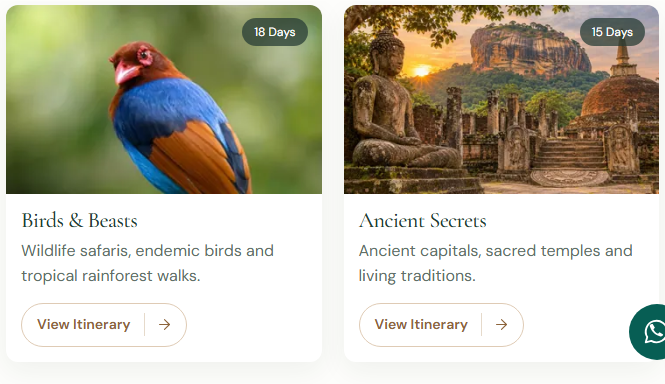 18 Days
15 Days
Birds & Beasts
Wildlife safaris, endemic birds and
tropical rainforest walks.
View Itinerary
Ancient Secrets
Ancient capitals, sacred temples and
living traditions.
View Itinerary